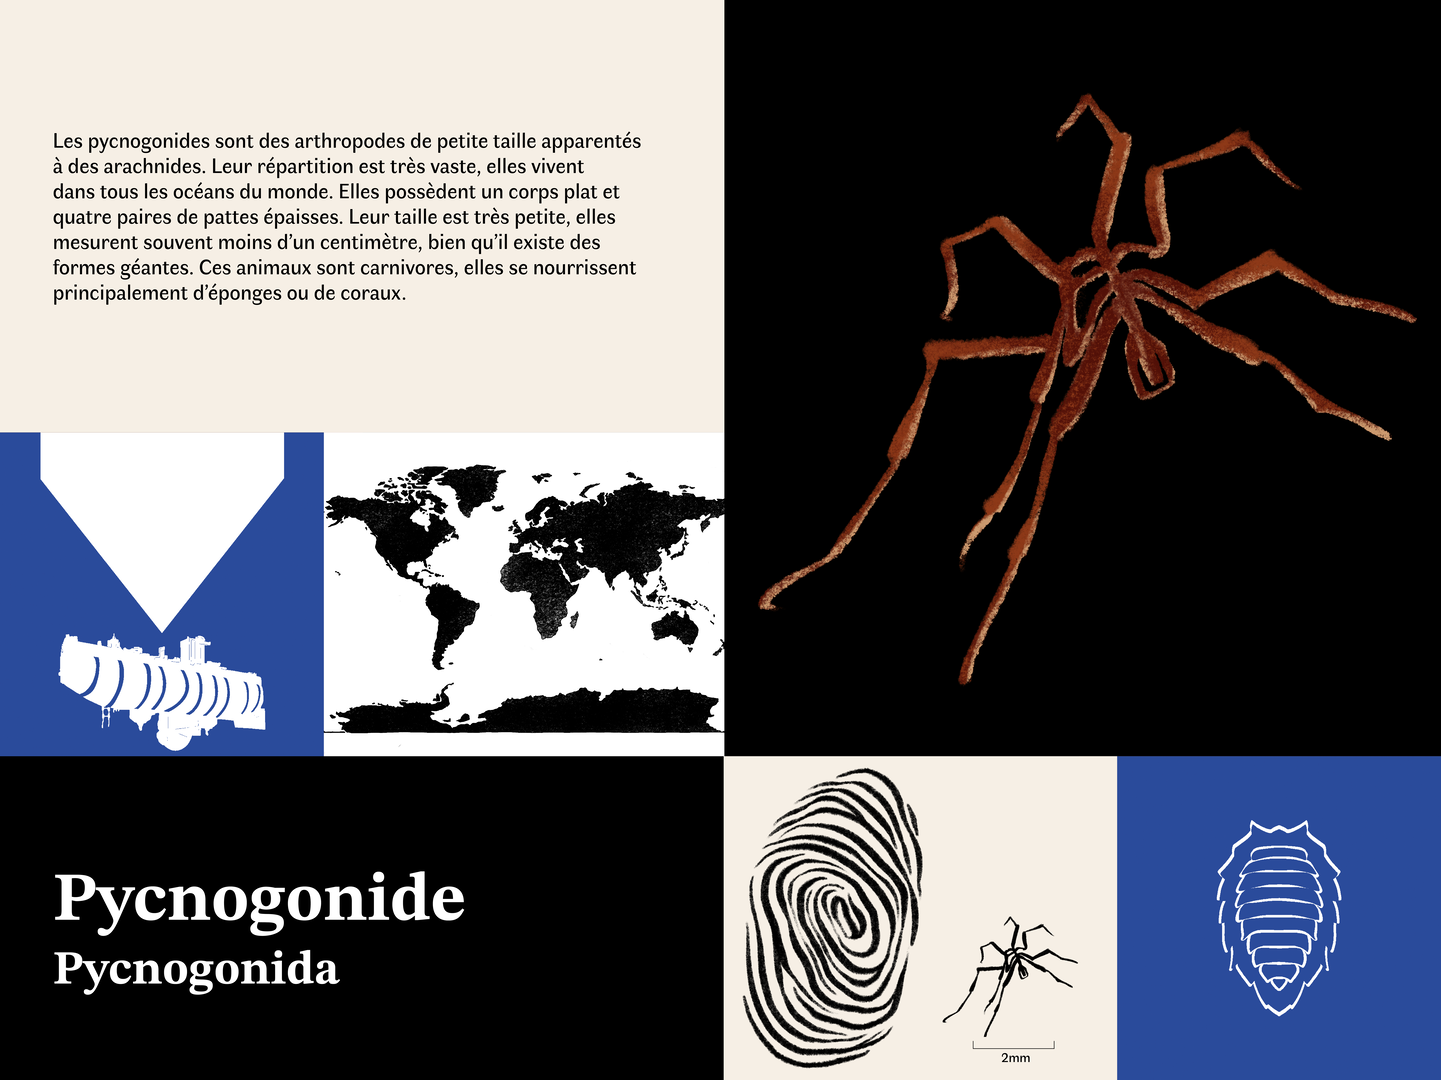 Les pycnogonides sont des arthropodes de petite taille apparentés
à des arachnides. Leur répartition est très vaste, elles vivent
dans tous les océans du monde. Elles possèdent un corps plat et
quatre paires de pattes épaisses. Leur taille est très petite, elles
mesurent souvent moins d’un centimètre, bien qu’il existe des
formes géantes. Ces animaux sont carnivores, elles se nourrissent
principalement d’éponges ou de coraux.
Pycnogonide
Pycnogonida
2mm